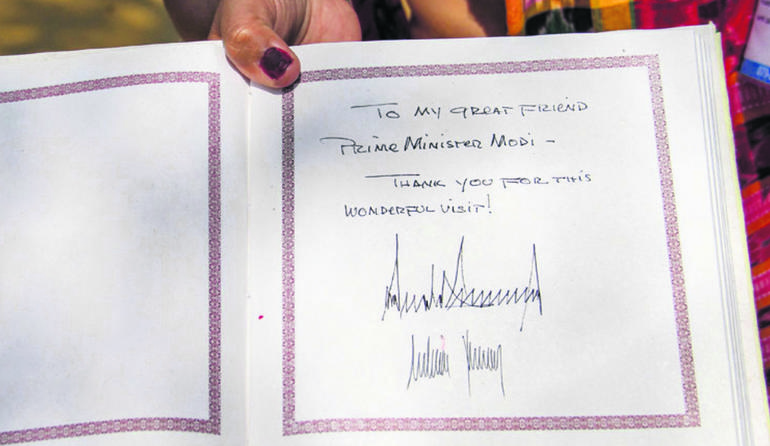 TO MY GREAT FRIEND
PRIME MINISTER MODI -
THANK YOU FOR THIS
WONDERFUL VISIT!